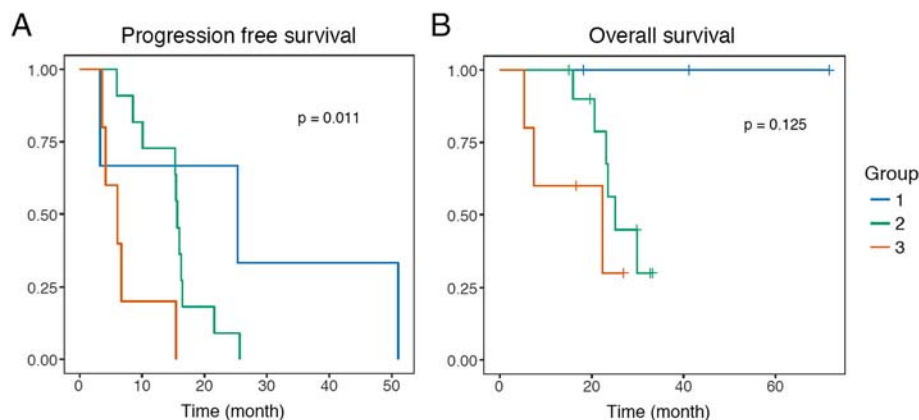 A
Progression free survival
1.00
0.75
0.50
0.25
0.00
p = 0.011
0 10 20 30 40 50
Time (month)
B
Overall survival
1.00
0.75
0.50
0.25
0.00
p = 0.125
0 20 40 60
Time (month)
Group
1
2
3